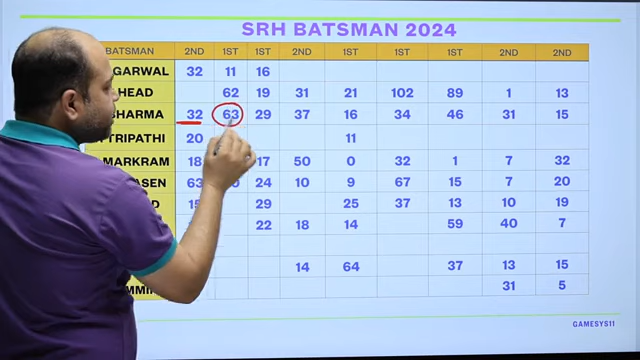 SRH BATSMAN 2024
BATSMAN 2ND 1ST 1ST 2ND 1ST 1ST 1ST 2ND 2ND
GARWAL 32 11 16
HEAD 62 19 31 21 102 89 1 13
SHARMA 32 63 29 37 16 34 46 31 15
TRIPATHI 20 11
MARKRAM 18 17 50 0 32 1 7 32
ASEN 63 24 10 9 67 15 7 20
15 29 25 37 13 10 19
22 18 14 59 40 7
14 64 37 13 15
31 5
GAMESYS11